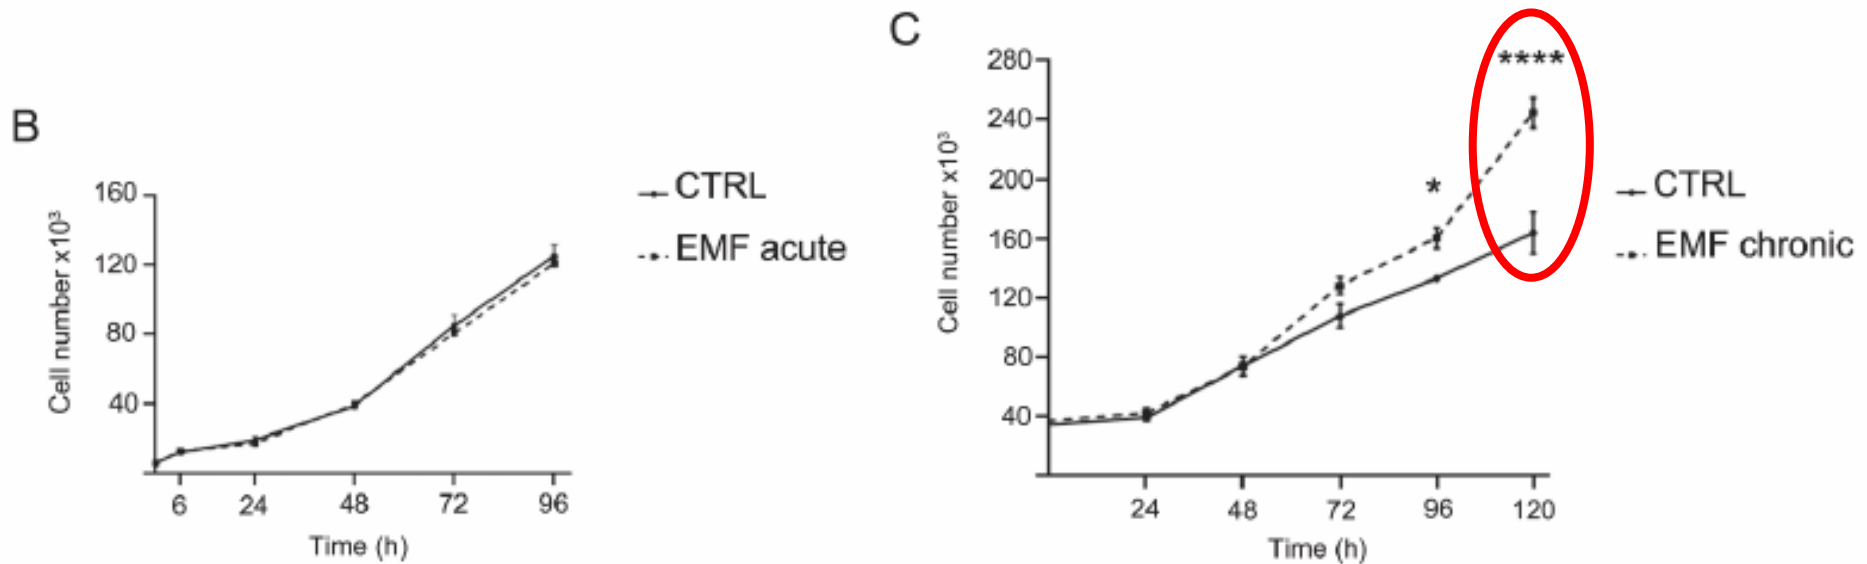 B
Cell number x10³
160
120
80
40
6 24 48 72 96
Time (h)
CTRL
EMF acute
C
Cell number x10³
280
240
200
160
120
80
40
24 48 72 96 120
Time (h)
*
****
CTRL
EMF chronic